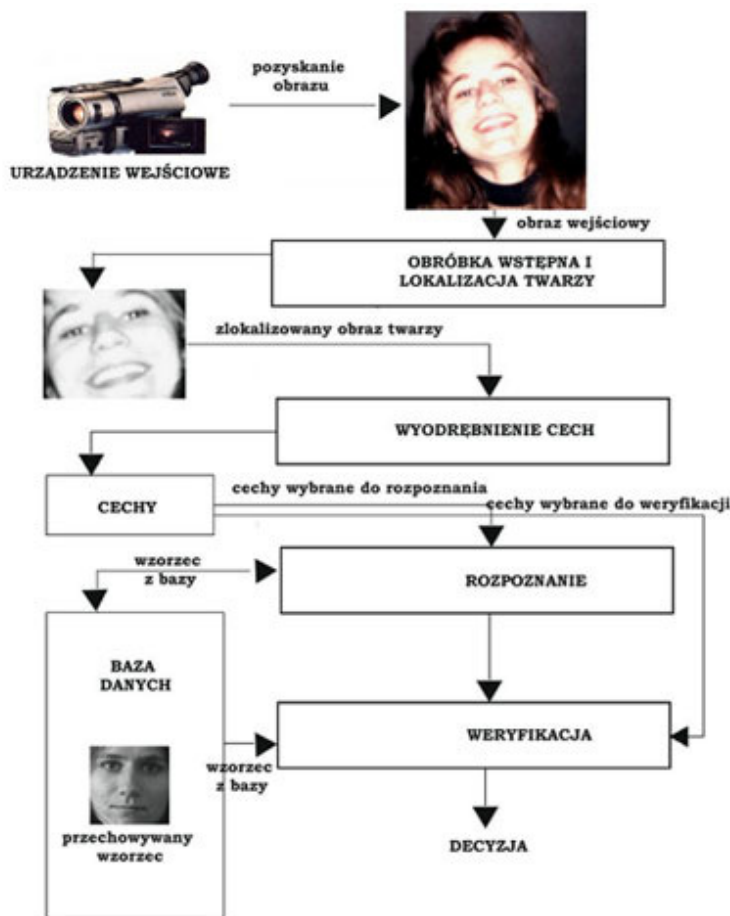 pozyskanie
obrazu
URZĄDZENIE WEJŚCIOWE
obraz wejściowy
OBRÓBKA WSTĘPNA I
LOKALIZACJA TWARZY
zlokalizowany obraz twarzy
WYODRĘBNIENIE CECH
CECHY
cechy wybrane do rozpoznania
cechy wybrane do weryfikacji
wzorzec
z bazy
ROZPOZNANIE
BAZA
DANYCH
WERYFIKACJA
wzorzec
z bazy
przechowywany
wzorzec
DECYZJA